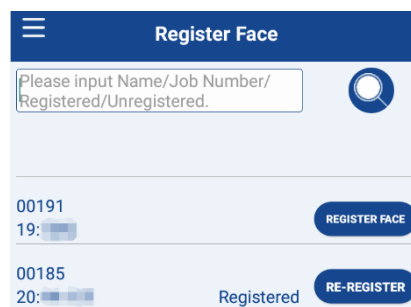 Register Face
Please input Name/Job Number/
Registered/Unregistered.
00191
19:
REGISTER FACE
00185
20:
Registered
RE-REGISTER